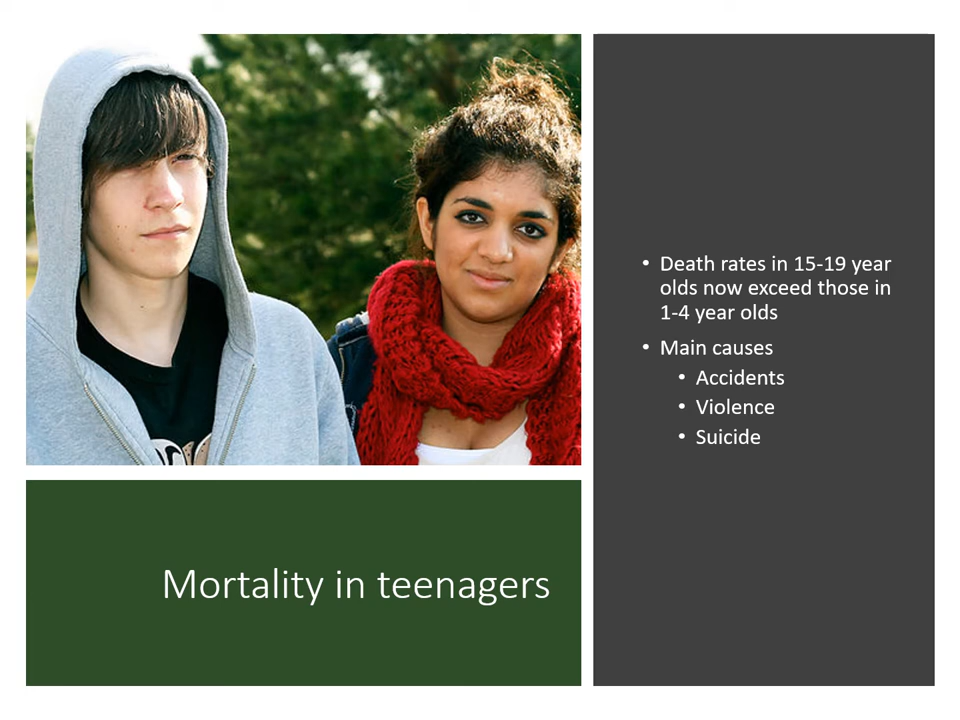 Mortality in teenagers
• Death rates in 15-19 year
olds now exceed those in
1-4 year olds
• Main causes
• Accidents
• Violence
• Suicide